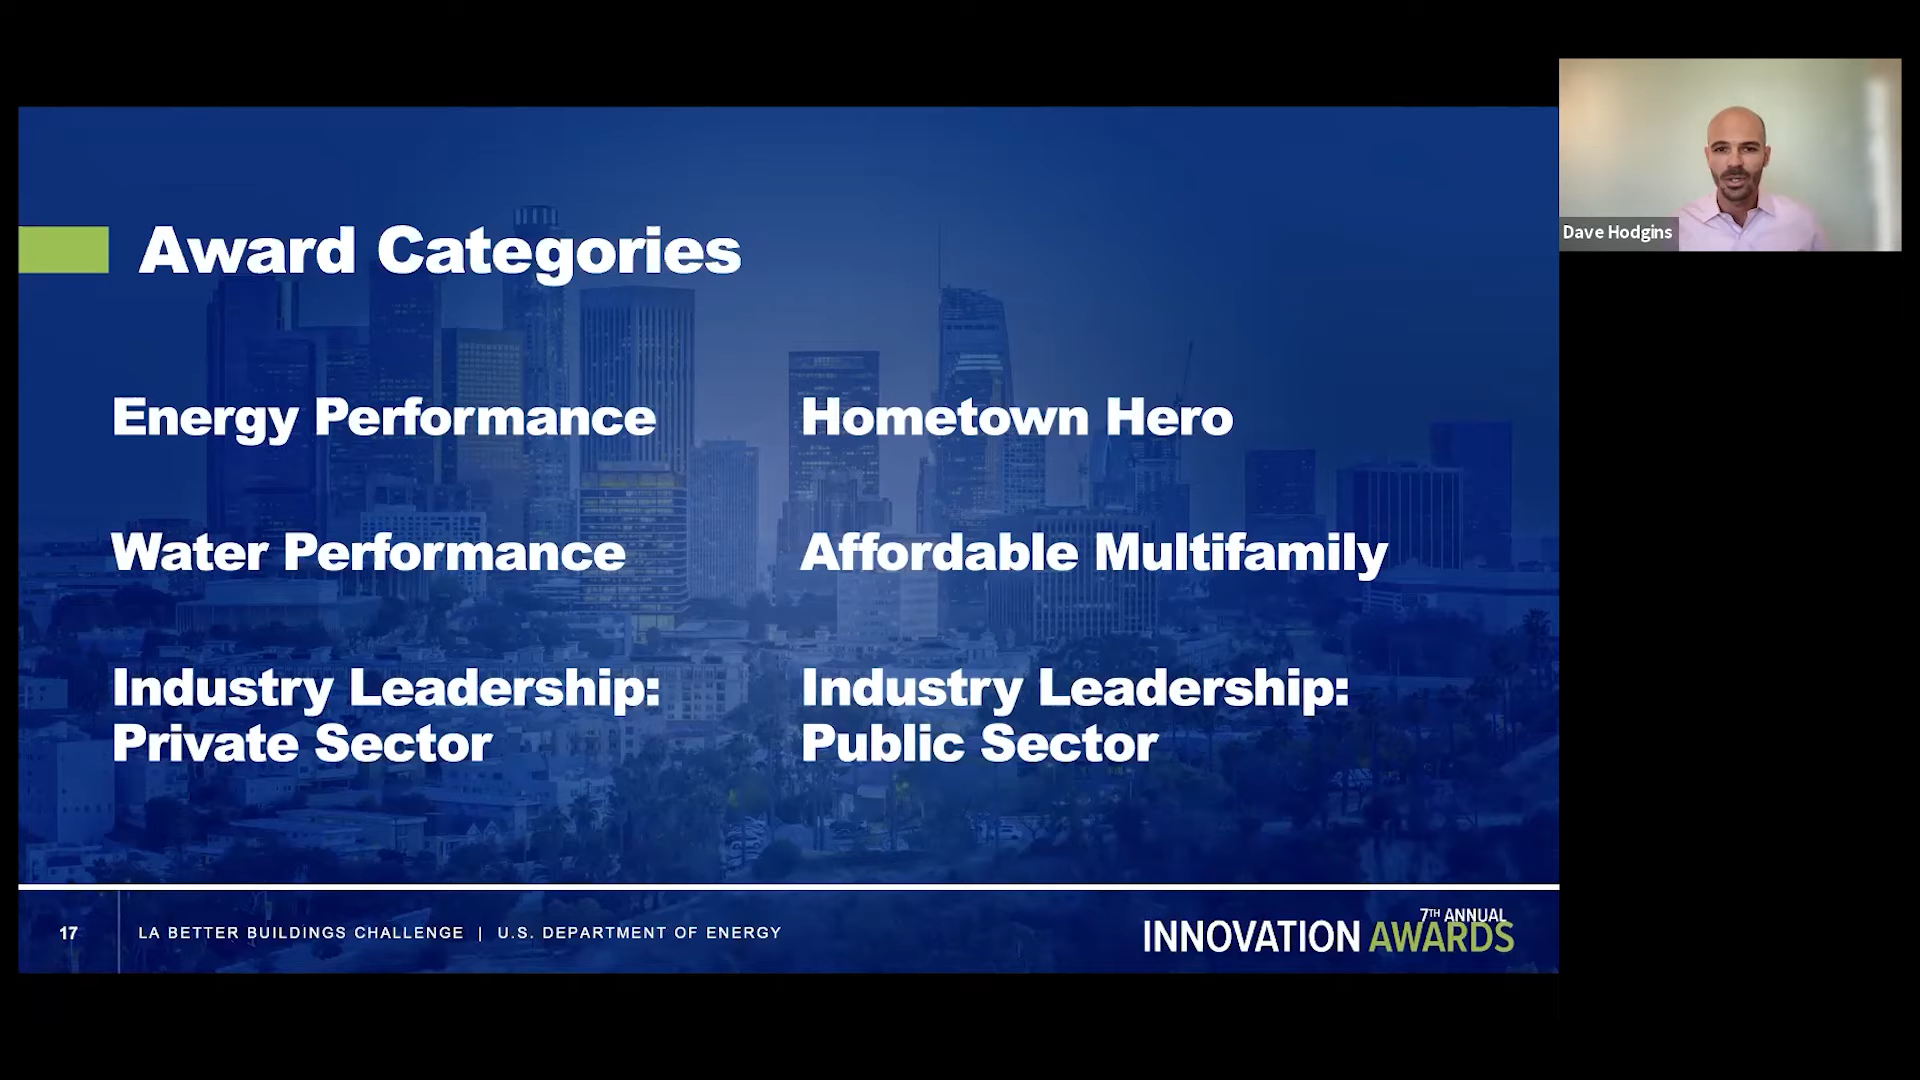 Award Categories
Energy Performance
Hometown Hero
Water Performance
Affordable Multifamily
Industry Leadership:
Private Sector
Industry Leadership:
Public Sector
17
LA BETTER BUILDINGS CHALLENGE | U.S. DEPARTMENT OF ENERGY
7TH ANNUAL
INNOVATION AWARDS
Dave Hodgins